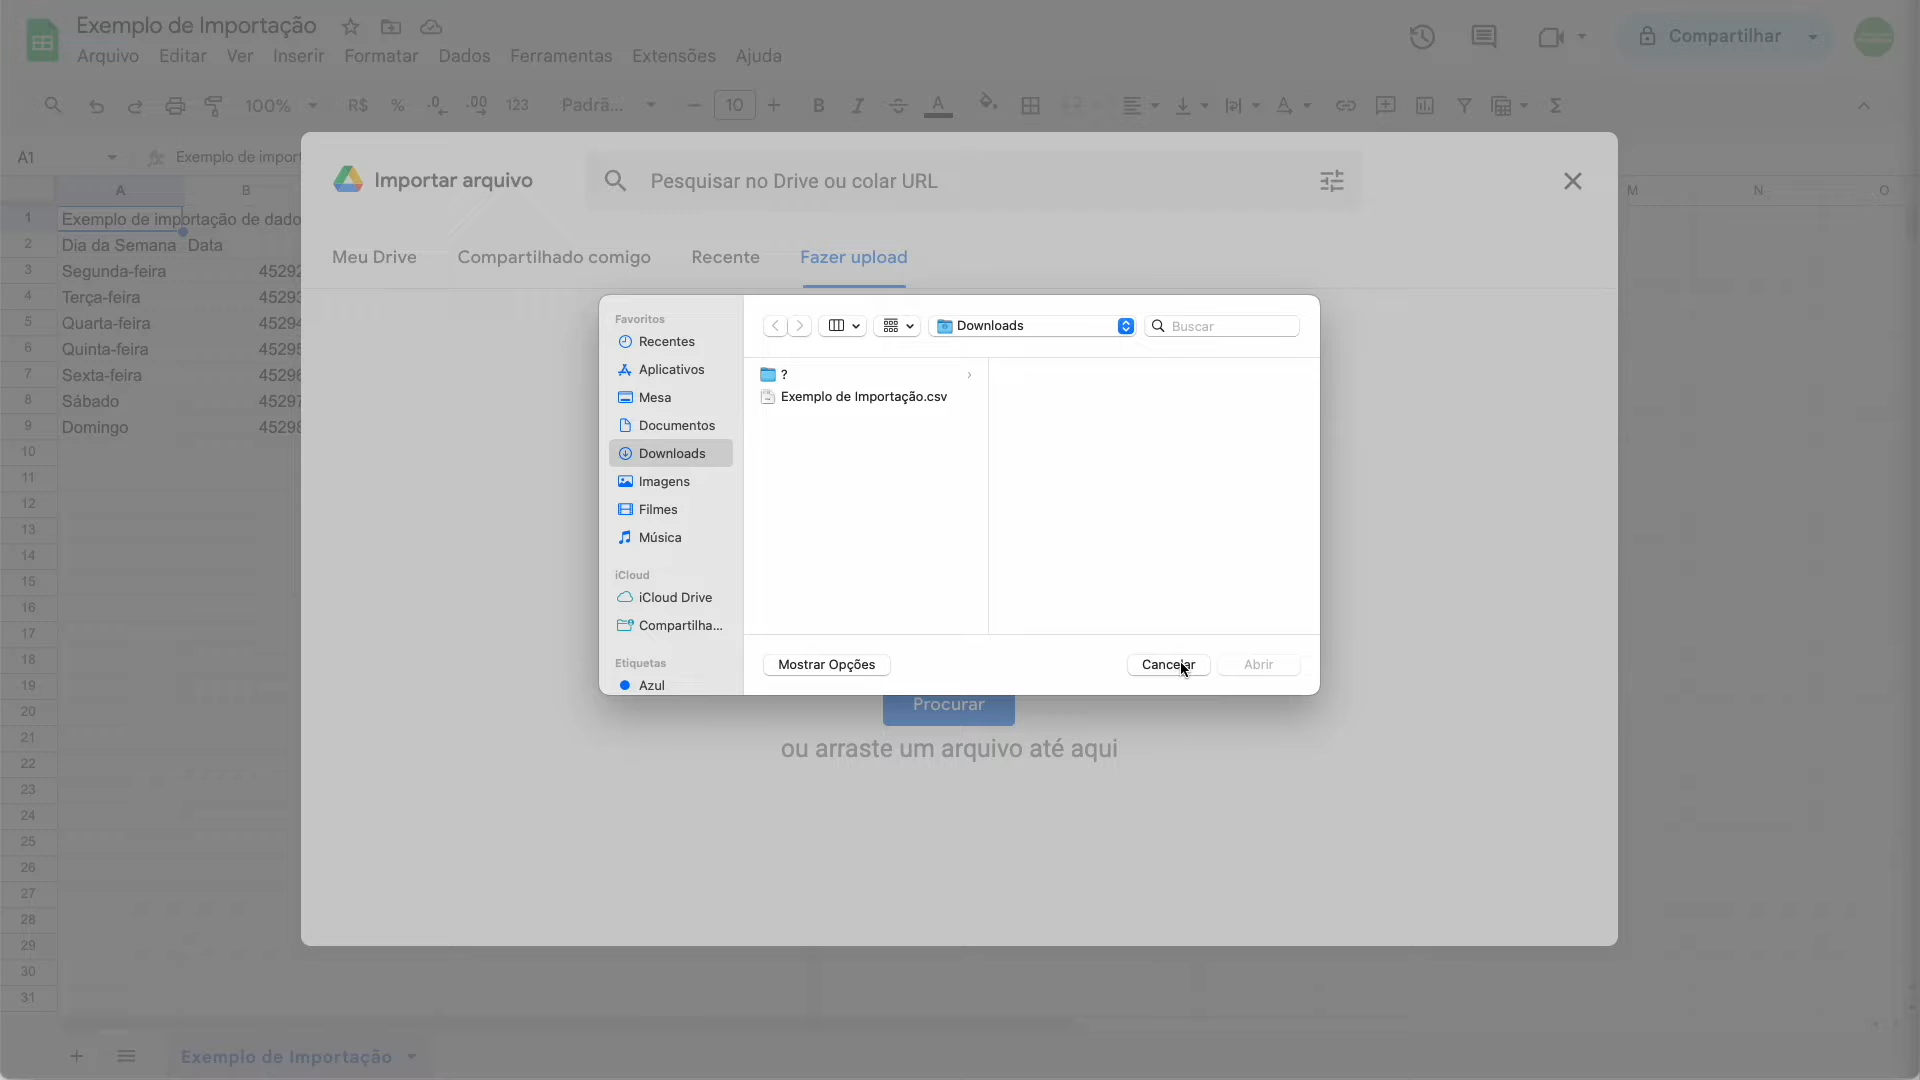 Exemplo de Importação
Arquivo Editar Ver Inserir Formatar Dados Ferramentas Extensões Ajuda
Compartilhar
100% R$ % .0 .00 123 Padrã... 10 B I A
A1 Exemplo de import
Importar arquivo
Pesquisar no Drive ou colar URL
Meu Drive Compartilhado comigo Recente Fazer upload
A B M N O
1 Exemplo de importação de dado
2 Dia da Semana Data
3 Segunda-feira 45292
4 Terça-feira 45293
5 Quarta-feira 45294
6 Quinta-feira 45295
7 Sexta-feira 45296
8 Sábado 45297
9 Domingo 45298
10
11
12
13
14
15
16
17
18
19
20
21
22
23
24
25
26
27
28
29
30
31
Favoritos
Recentes
Aplicativos
Mesa
Documentos
Downloads
Imagens
Filmes
Música
iCloud
iCloud Drive
Compartilha...
Etiquetas
Azul
Downloads
Buscar
?
Exemplo de Importação.csv
Mostrar Opções Cancelar Abrir
Procurar
ou arraste um arquivo até aqui
Exemplo de Importação